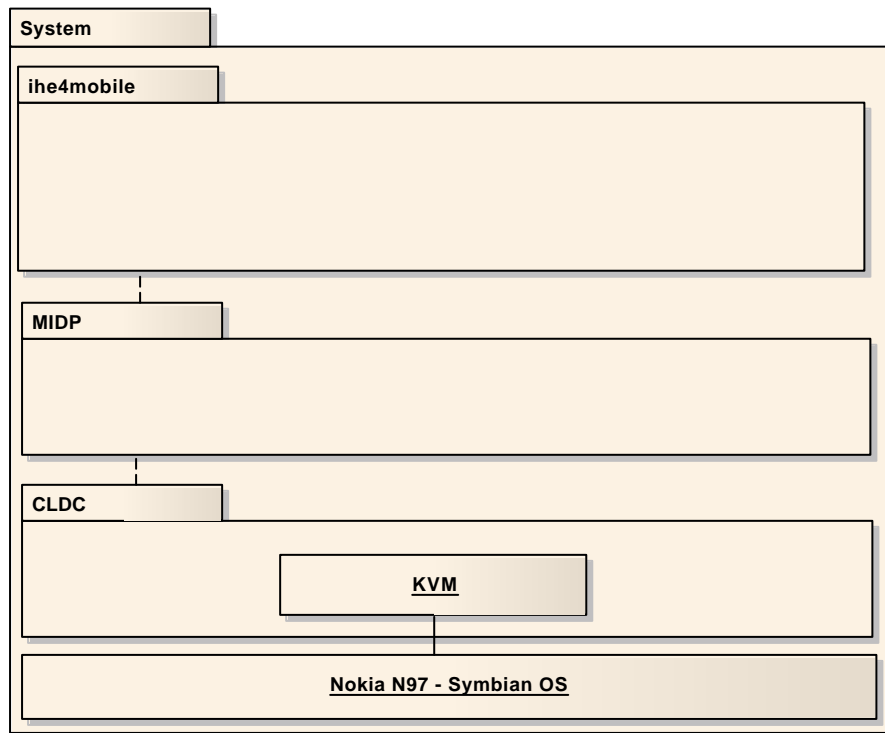 System
ihe4mobile
MIDP
CLDC
KVM
Nokia N97 - Symbian OS